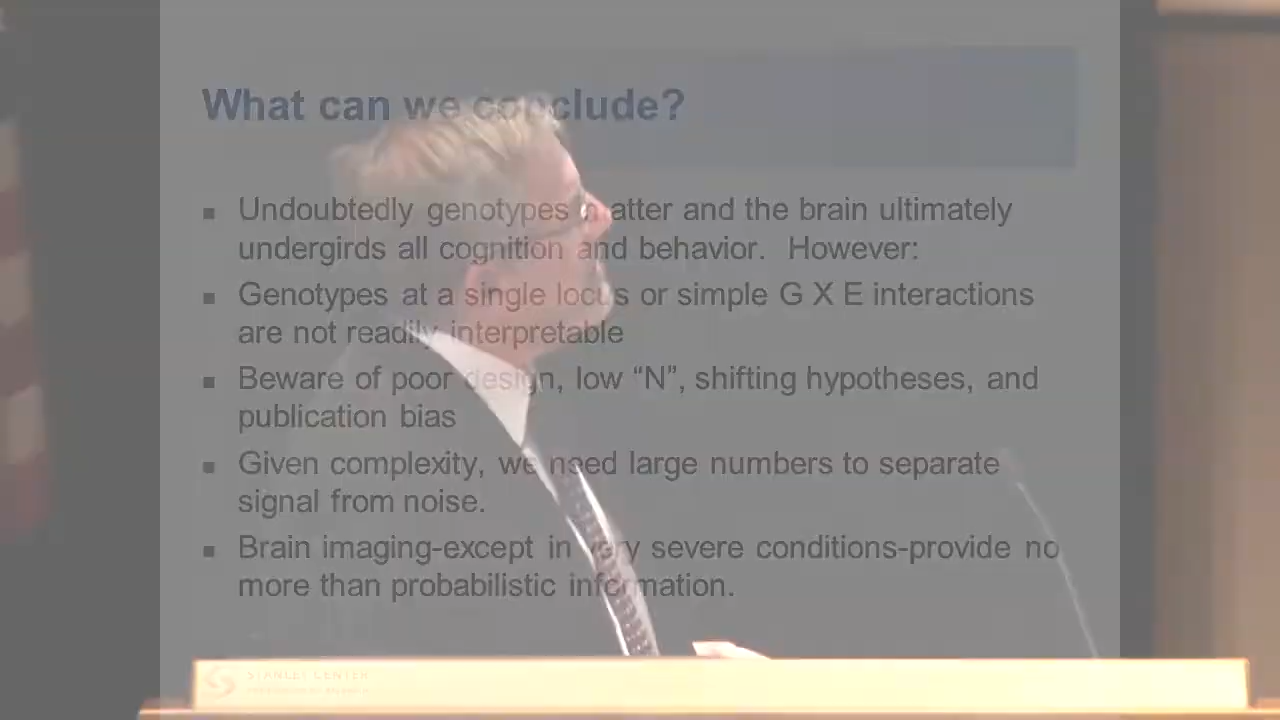 What can we conclude?
▪ Undoubtedly genotypes matter and the brain ultimately
undergirds all cognition and behavior. However:
▪ Genotypes at a single locus or simple G X E interactions
are not readily interpretable
▪ Beware of poor design, low “N”, shifting hypotheses, and
publication bias
▪ Given complexity, we need large numbers to separate
signal from noise.
▪ Brain imaging-except in very severe conditions-provide no
more than probabilistic information.
STANLEY CENTER